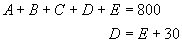 A + B + C + D + E = 800
D = E + 30